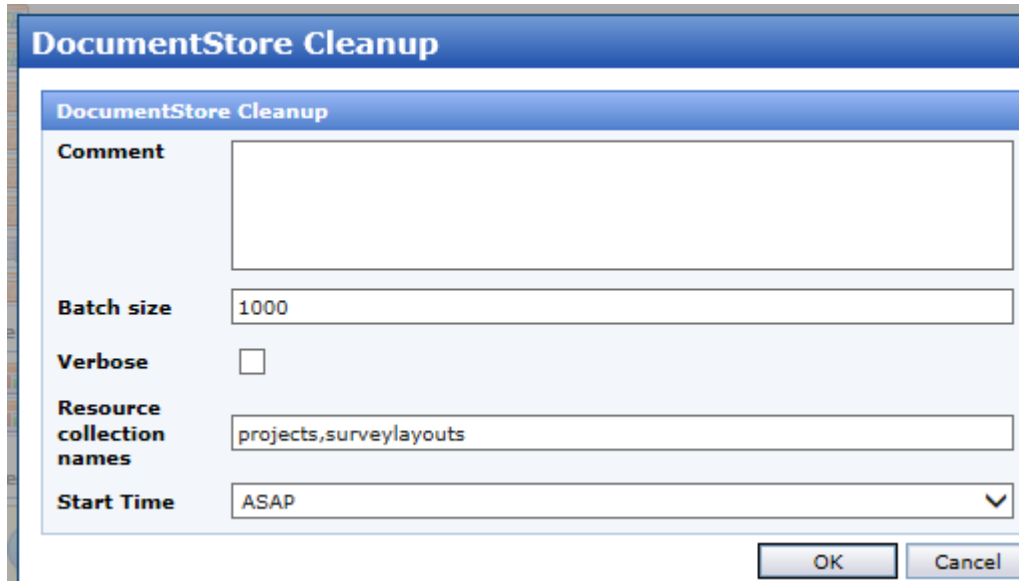 DocumentStore Cleanup
DocumentStore Cleanup
Comment
Batch size
1000
Verbose
Resource
collection
names
projects,surveylayouts
Start Time
ASAP
OK
Cancel